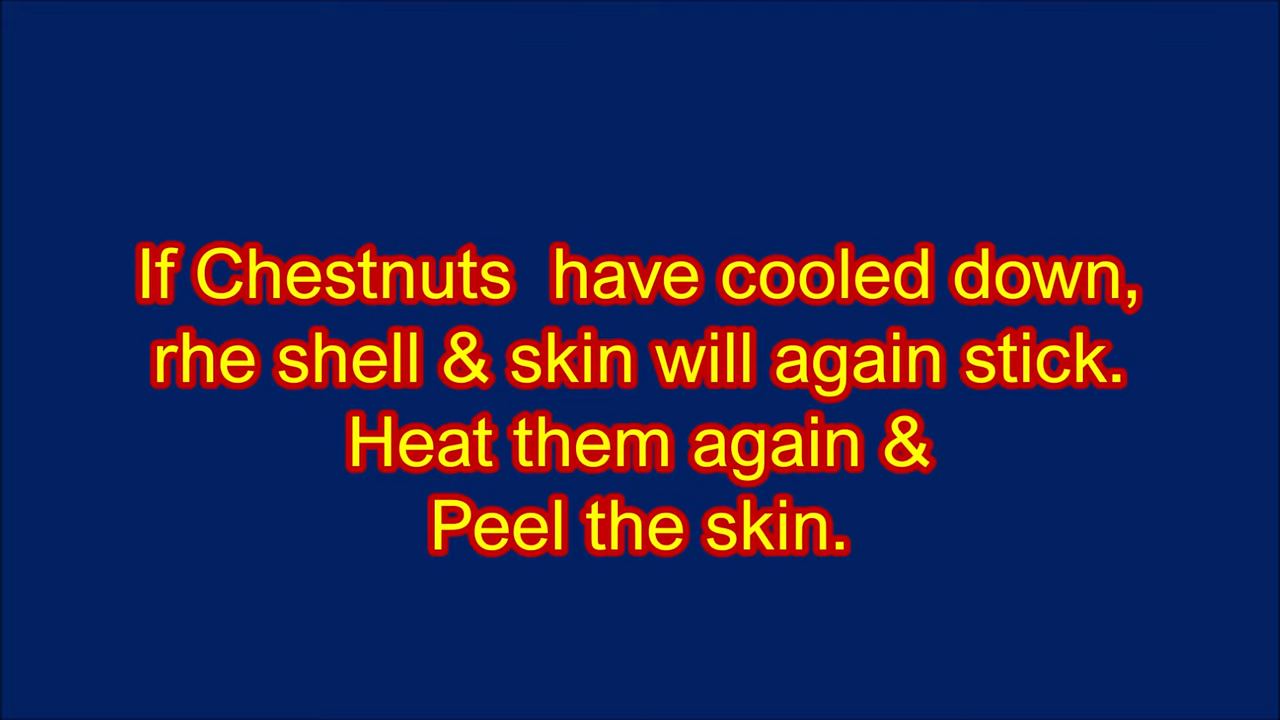 If Chestnuts  have cooled down,
rhe shell & skin will again stick.
Heat them again &
Peel the skin.